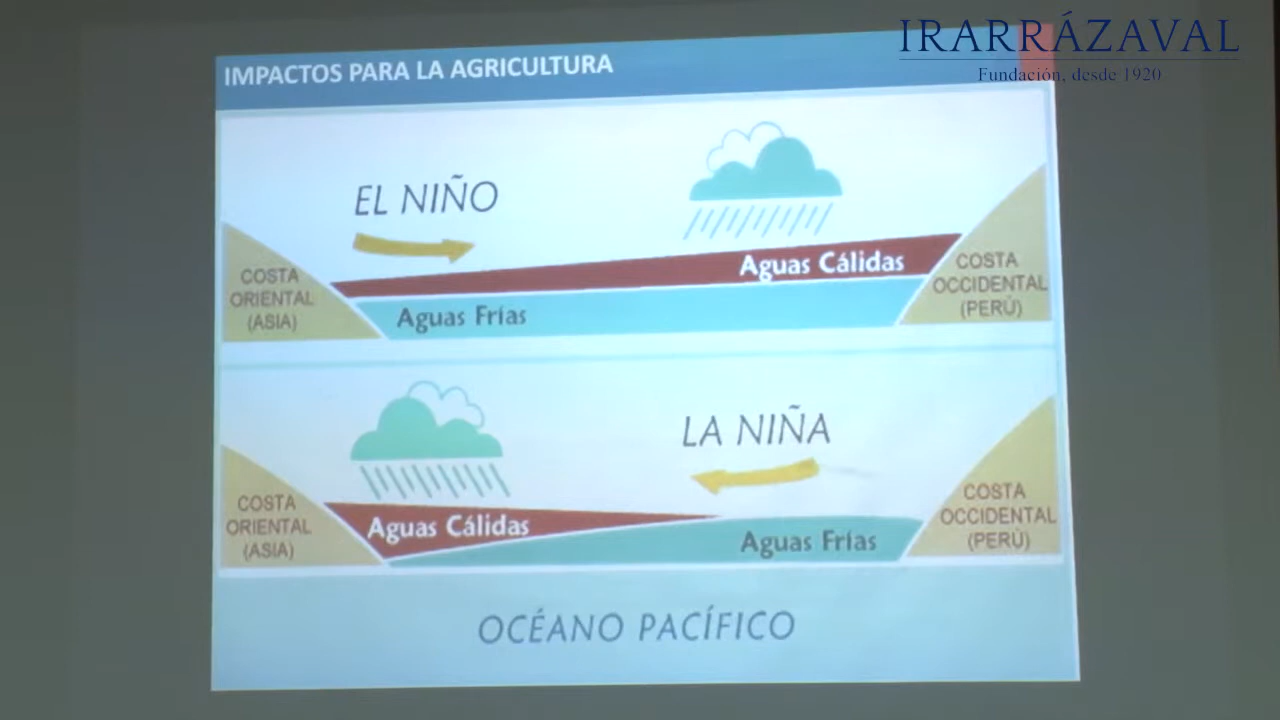 IRARRÁZAVAL
Fundación, desde 1920
IMPACTOS PARA LA AGRICULTURA
EL NIÑO
COSTA
ORIENTAL
(ASIA)
Aguas Cálidas
Aguas Frías
COSTA
OCCIDENTAL
(PERÚ)
LA NIÑA
COSTA
ORIENTAL
(ASIA)
Aguas Cálidas
Aguas Frías
COSTA
OCCIDENTAL
(PERÚ)
OCÉANO PACÍFICO